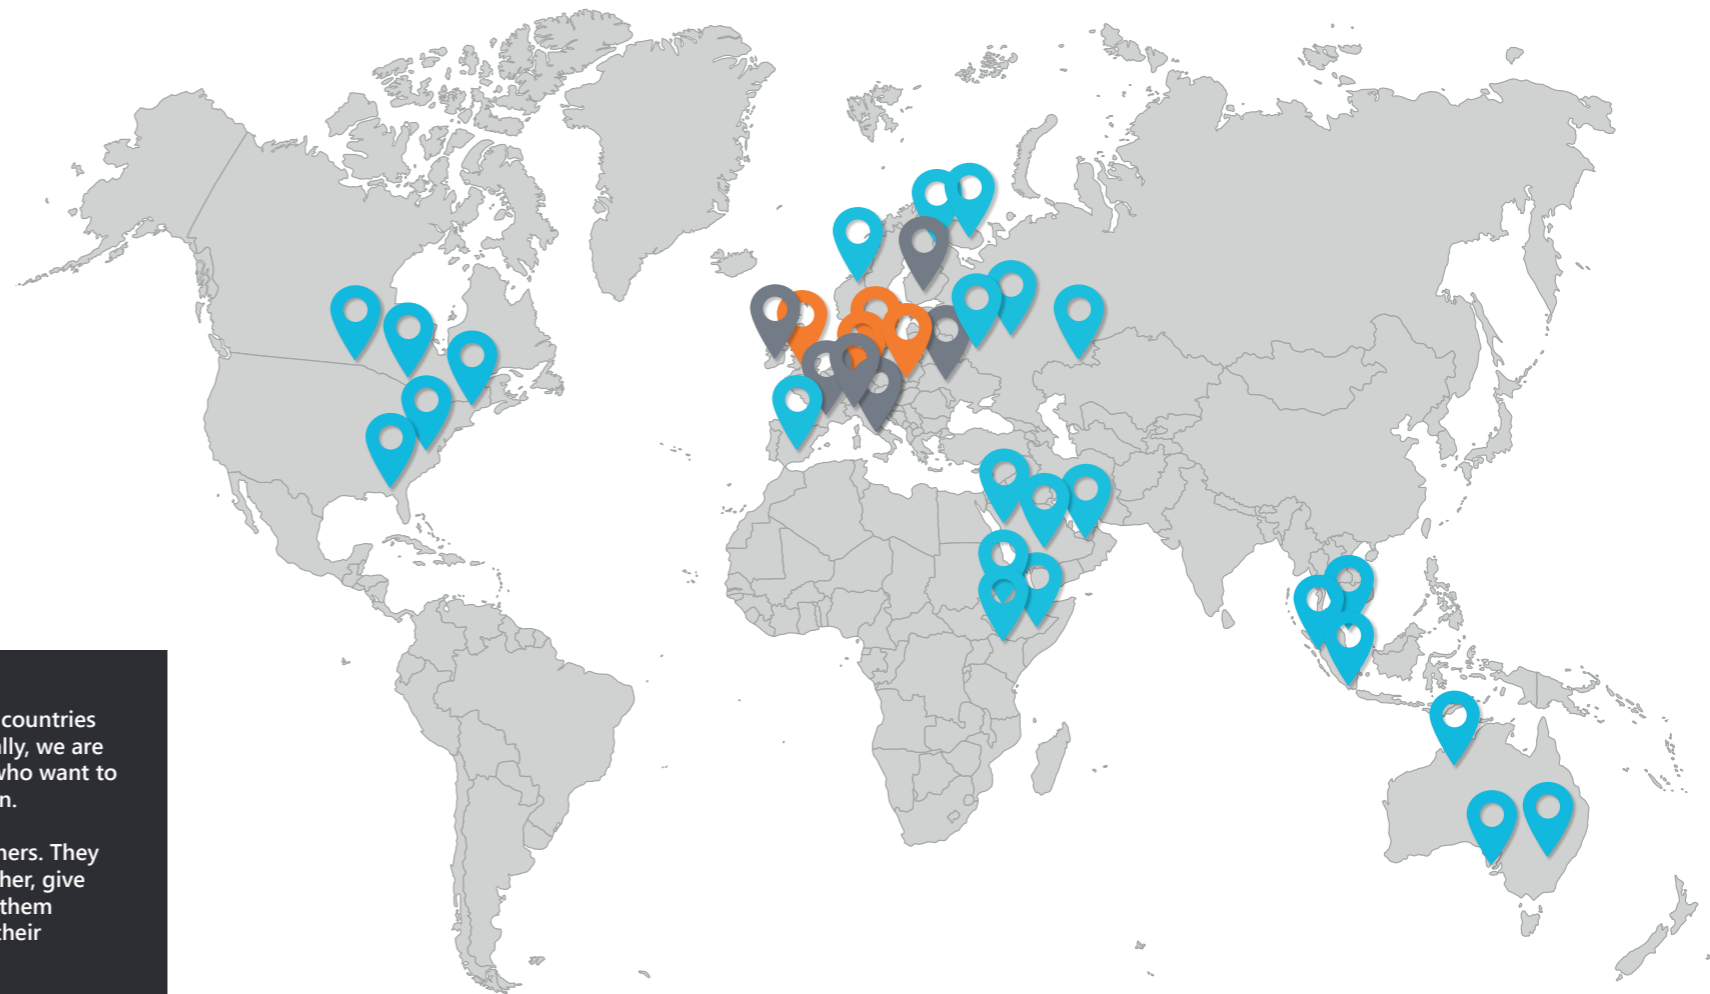 countries
ally, we are
who want to
n.
ners. They
her, give
them
their